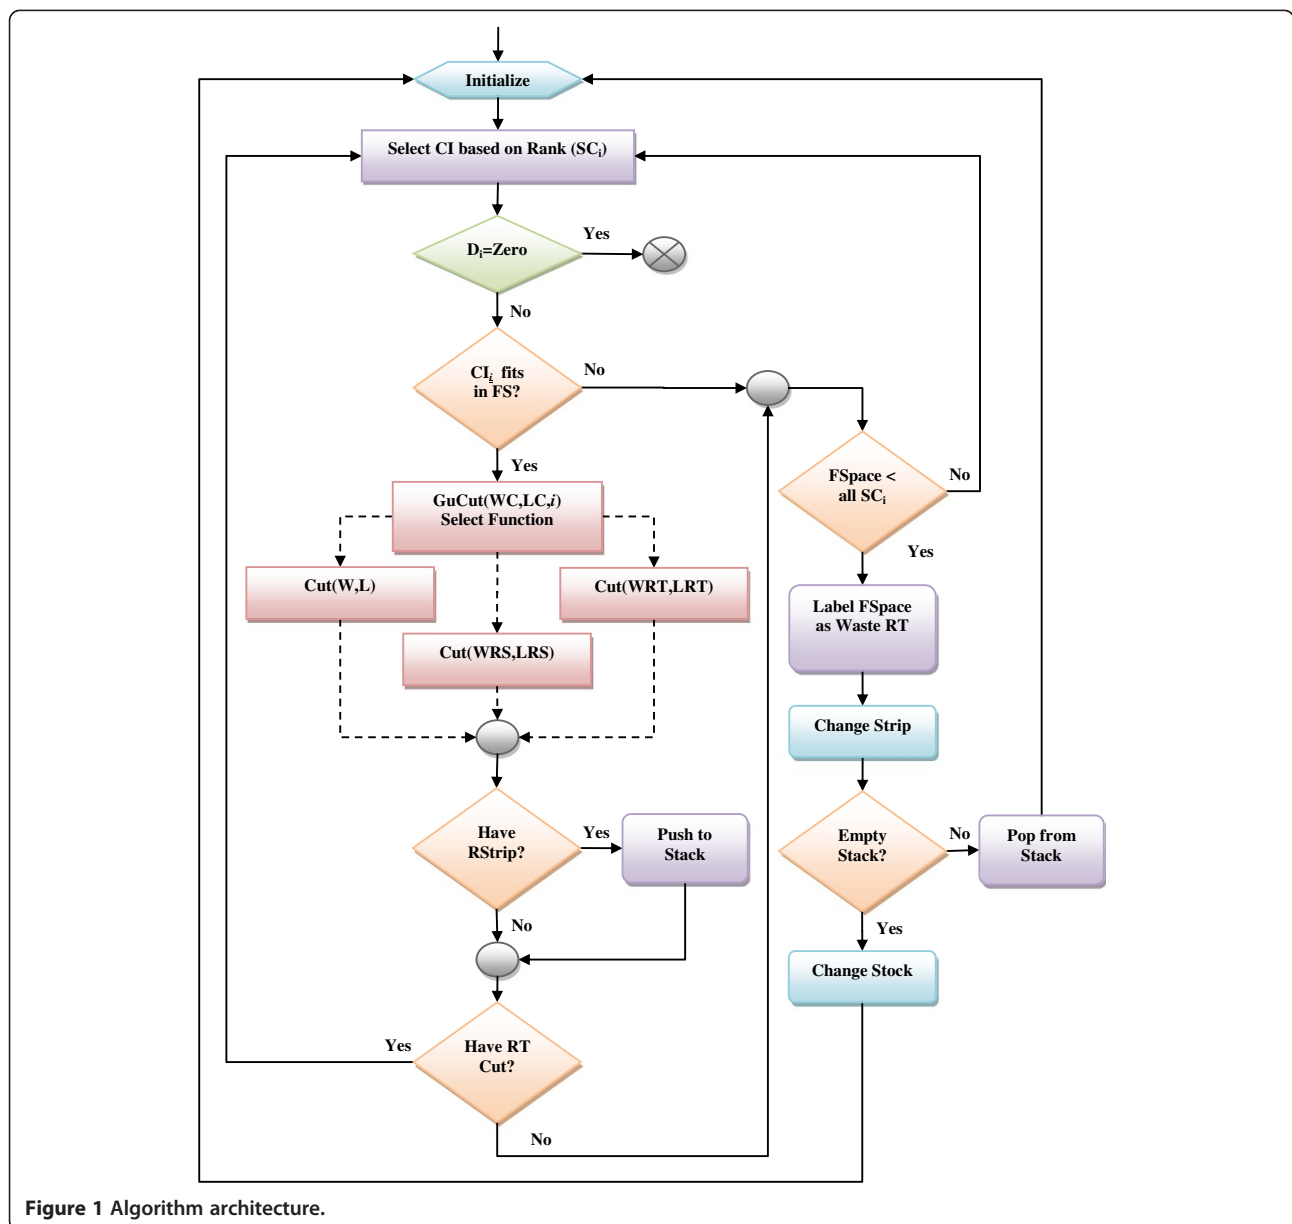 Initialize
Select CI based on Rank (SCi)
Di=Zero
Yes
No
CIi fits
in FS?
No
Yes
GuCut(WC,LC,i)
Select Function
Cut(W,L)
Cut(WRT,LRT)
Cut(WRS,LRS)
Have
RStrip?
Yes
Push to
Stack
No
Have RT
Cut?
Yes
No
FSpace <
all SCi
No
Yes
Label FSpace
as Waste RT
Change Strip
Empty
Stack?
No
Pop from
Stack
Yes
Change Stock
Figure 1 Algorithm architecture.